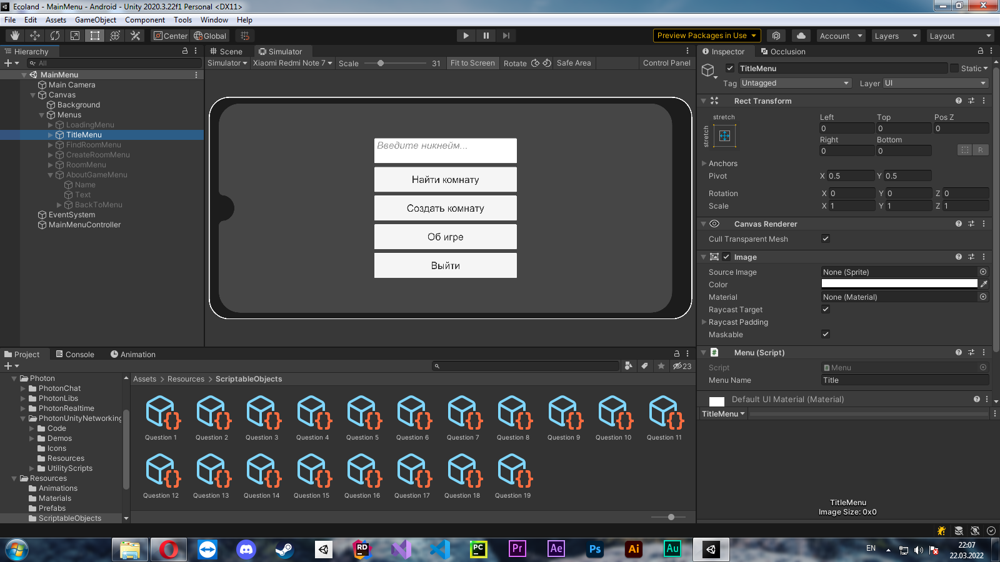 Ecoland - MainMenu - Android - Unity 2020.3.22f1 Personal <DX11>
File Edit Assets GameObject Component Tools Window Help
Center Global
Preview Packages in Use
Account
Layers
Layout
Hierarchy
All
MainMenu
Main Camera
Canvas
Background
Menus
LoadingMenu
TitleMenu
FindRoomMenu
CreateRoomMenu
RoomMenu
AboutGameMenu
Name
Text
BackToMenu
EventSystem
MainMenuController
Scene Simulator
Simulator Xiaomi Redmi Note 7 Scale 31 Fit to Screen Rotate Safe Area Control Panel
Введите никнейм...
Найти комнату
Создать комнату
Об игре
Выйти
Inspector Occlusion
TitleMenu Static
Tag Untagged Layer UI
Rect Transform
stretch
stretch
Left Top Pos Z
0 0 0
Right Bottom
0 0 R
Anchors
Pivot X 0.5 Y 0.5
Rotation X 0 Y 0 Z 0
Scale X 1 Y 1 Z 1
Canvas Renderer
Cull Transparent Mesh
Image
Source Image None (Sprite)
Color
Material None (Material)
Raycast Target
Raycast Padding
Maskable
Menu (Script)
Script Menu
Menu Name Title
Default UI Material (Material)
TitleMenu
TitleMenu
Image Size: 0x0
Project Console Animation
23
Photon
PhotonChat
PhotonLibs
PhotonRealtime
PhotonUnityNetworking
Code
Demos
Icons
Resources
UtilityScripts
Resources
Animations
Materials
Prefabs
ScriptableObjects
Assets > Resources > ScriptableObjects
Question 1 Question 2 Question 3 Question 4 Question 5 Question 6 Question 7 Question 8 Question 9 Question 10 Question 11
Question 12 Question 13 Question 14 Question 15 Question 16 Question 17 Question 18 Question 19
RD
PC
Pr
Ae
Ps
Ai
Au
EN
22:07
22.03.2022